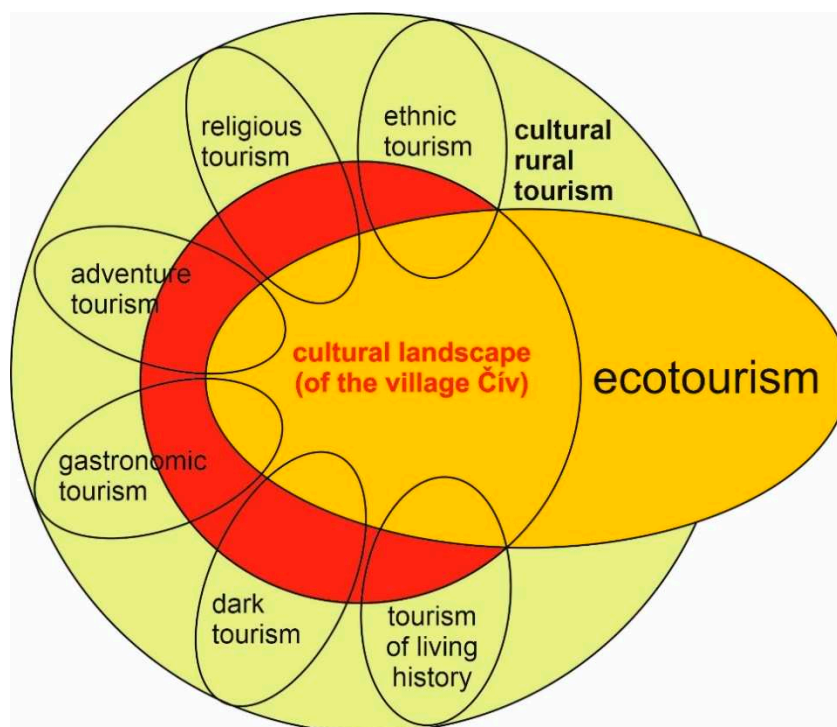 religious
tourism
ethnic
tourism
cultural
rural
tourism
adventure
tourism
cultural landscape
(of the village Čív)
ecotourism
gastronomic
tourism
dark
tourism
tourism
of living
history